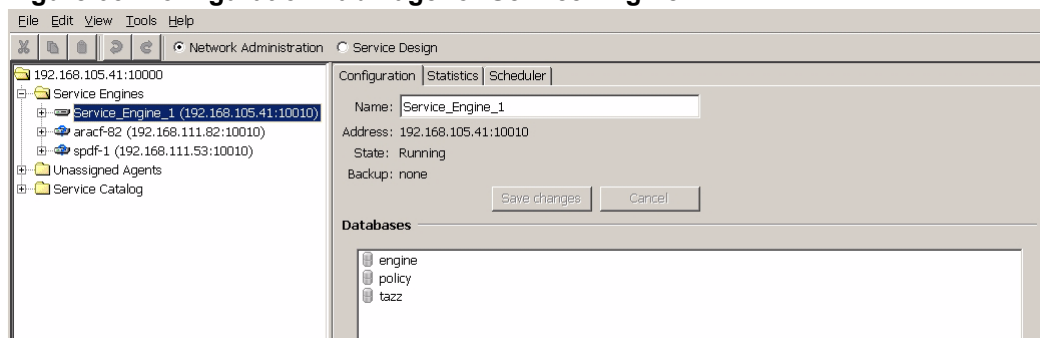 File Edit View Tools Help
Network Administration Service Design
192.168.105.41:10000
Service Engines
Service_Engine_1 (192.168.105.41:10010)
aracf-82 (192.168.111.82:10010)
spdf-1 (192.168.111.53:10010)
Unassigned Agents
Service Catalog
Configuration Statistics Scheduler
Name: Service_Engine_1
Address: 192.168.105.41:10010
State: Running
Backup: none
Save changes Cancel
Databases
engine
policy
tazz